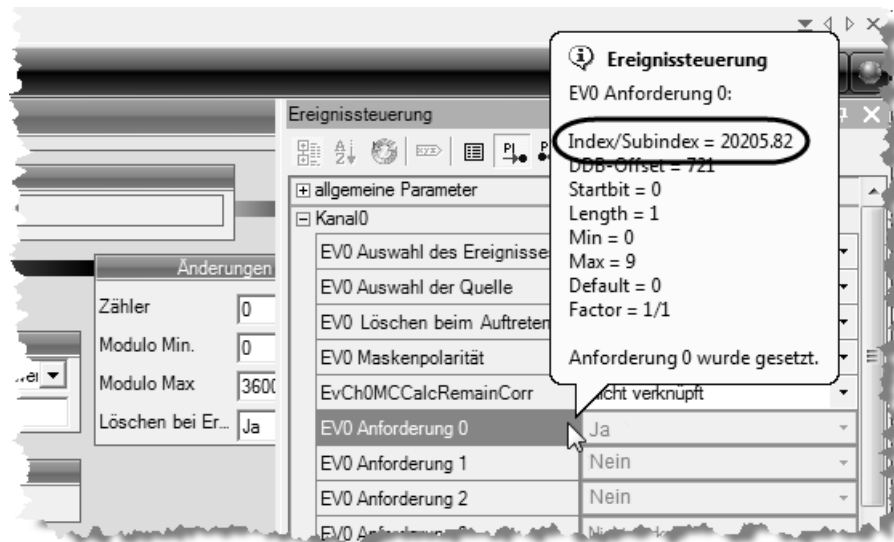 Ereignissteuerung
EV0 Anforderung 0:
Index/Subindex = 20205.82
DDB-Offset = 721
Startbit = 0
Length = 1
Min = 0
Max = 9
Default = 0
Factor = 1/1
Anforderung 0 wurde gesetzt.
Ereignissteuerung
allgemeine Parameter
Kanal0
EV0 Auswahl des Ereignisse
EV0 Auswahl der Quelle
EV0 Löschen beim Auftreten
EV0 Maskenpolarität
EvCh0MCCalcRemainCorr nicht verknüpft
EV0 Anforderung 0 Ja
EV0 Anforderung 1 Nein
EV0 Anforderung 2 Nein
EV0
Änderungen
Zähler 0
Modulo Min. 0
Modulo Max 3600
Löschen bei Er... Ja